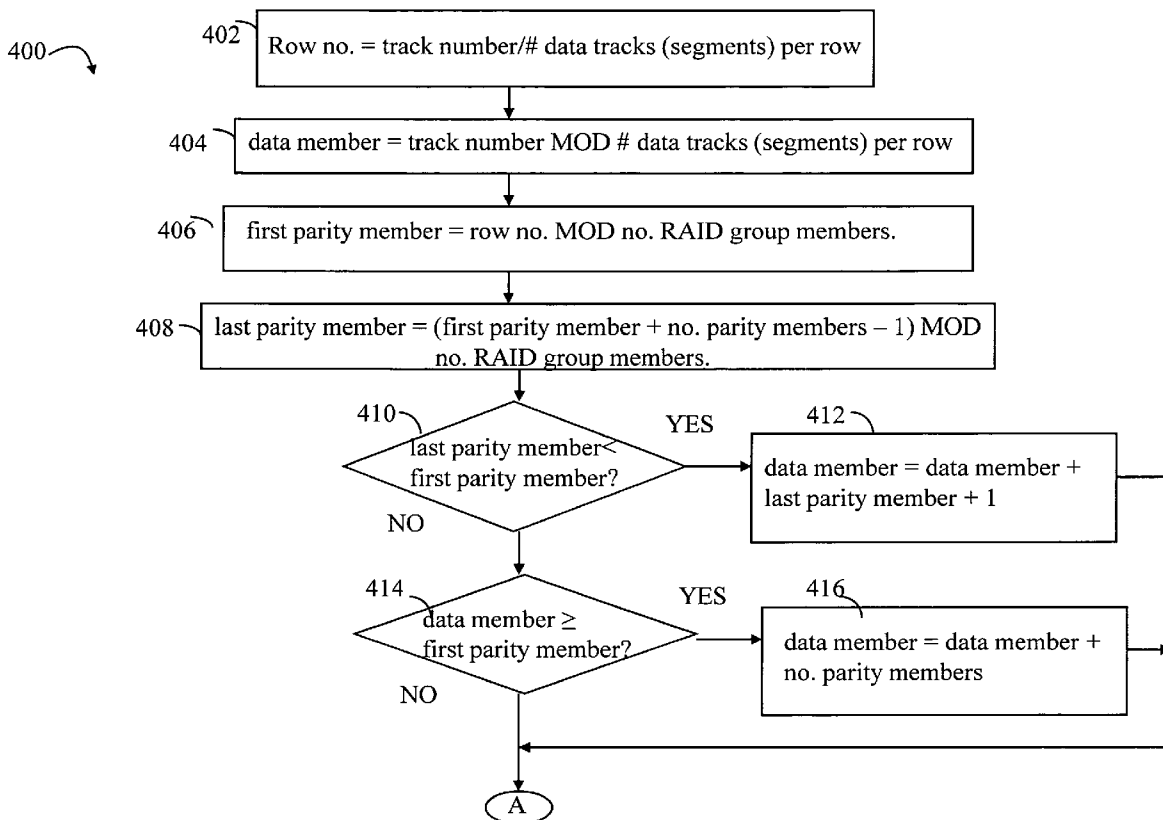 400
402
Row no. = track number/# data tracks (segments) per row
404
data member = track number MOD # data tracks (segments) per row
406
first parity member = row no. MOD no. RAID group members.
408
last parity member = (first parity member + no. parity members – 1) MOD
no. RAID group members.
410
last parity member<
first parity member?
YES
NO
412
data member = data member +
last parity member + 1
414
data member ≥
first parity member?
YES
NO
416
data member = data member +
no. parity members
A